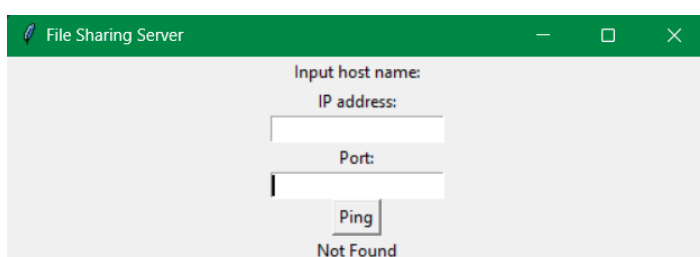 File Sharing Server
Input host name:
IP address:
Port:
Ping
Not Found